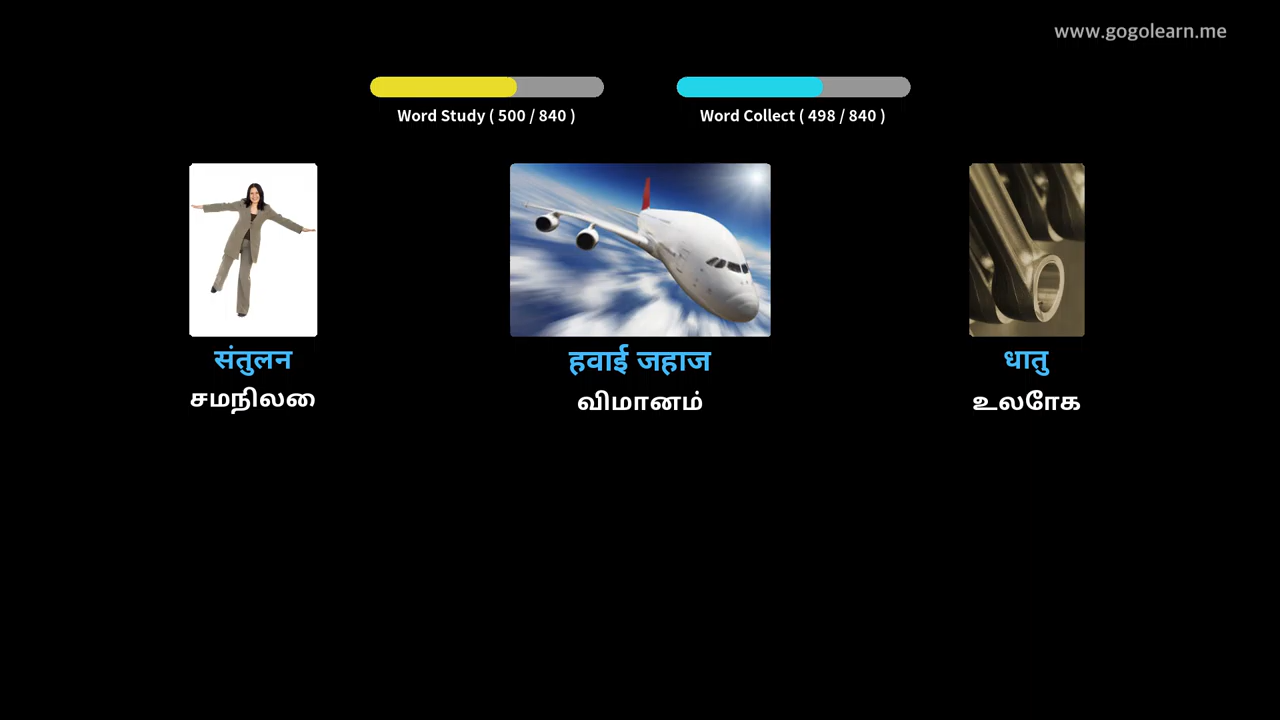 www.gogolearn.me
Word Study ( 500 / 840 )
Word Collect ( 498 / 840 )
संतुलन
हवाई जहाज
धातु
சமநிலை
விமானம்
உலோக